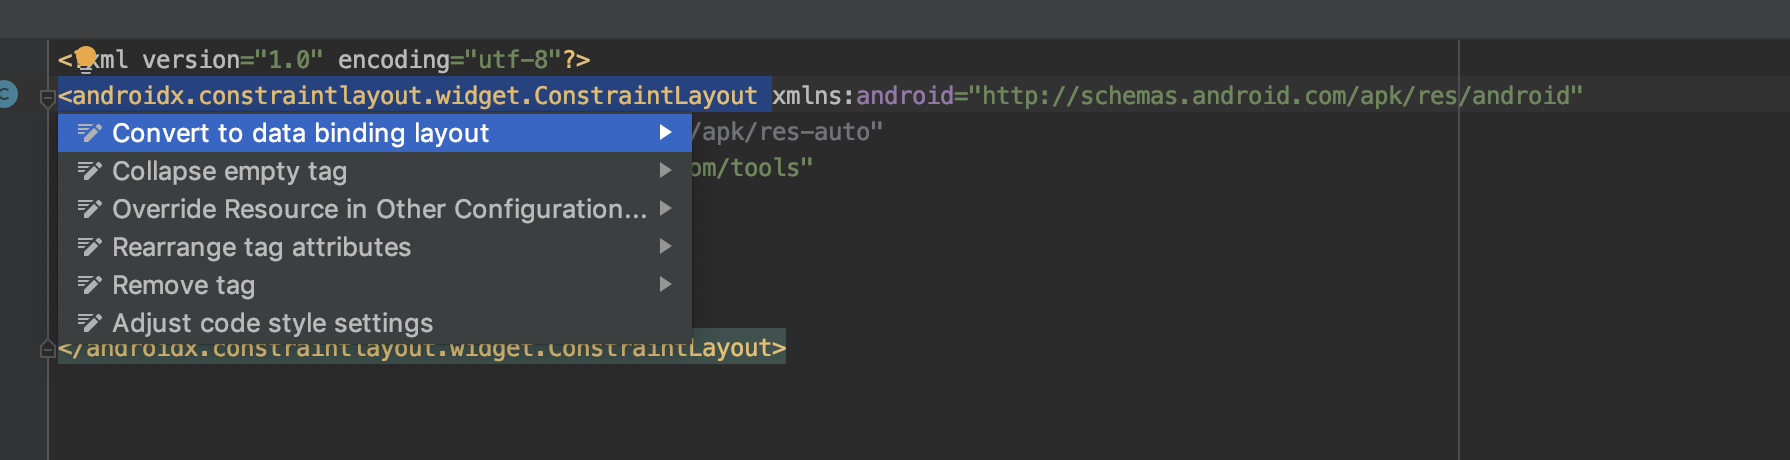 <?xml version="1.0" encoding="utf-8"?>
<androidx.constraintlayout.widget.ConstraintLayout xmlns:android="http://schemas.android.com/apk/res/android"
Convert to data binding layout /apk/res-auto"
Collapse empty tag om/tools"
Override Resource in Other Configuration...
Rearrange tag attributes
Remove tag
Adjust code style settings
</androidx.constraintlayout.widget.ConstraintLayout>